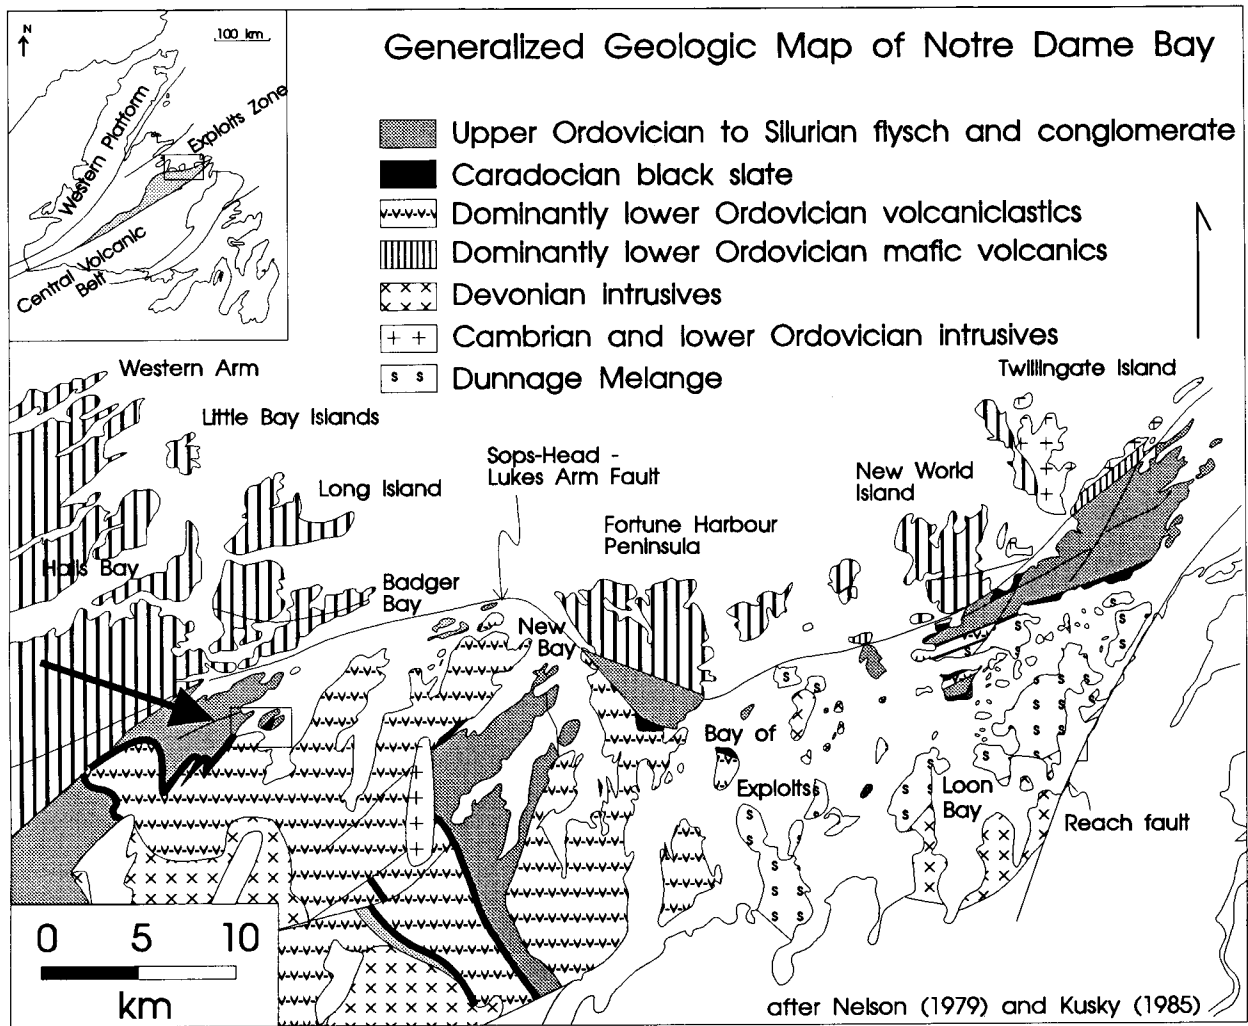 N
100 km
Western Platform
Exploits Zone
Central Volcanic
Belt
Generalized Geologic Map of Notre Dame Bay
Upper Ordovician to Silurian flysch and conglomerate
Caradocian black slate
Dominantly lower Ordovician volcaniclastics
Dominantly lower Ordovician mafic volcanics
Devonian intrusives
Cambrian and lower Ordovician intrusives
s s Dunnage Melange
Western Arm
Twillingate Island
Little Bay Islands
Sops-Head -
Lukes Arm Fault
Long Island
New World
Island
Fortune Harbour
Peninsula
Halls Bay
Badger
Bay
New
Bay
Bay of
Exploits
Loon
Bay
Reach fault
0 5 10
km
after Nelson (1979) and Kusky (1985)